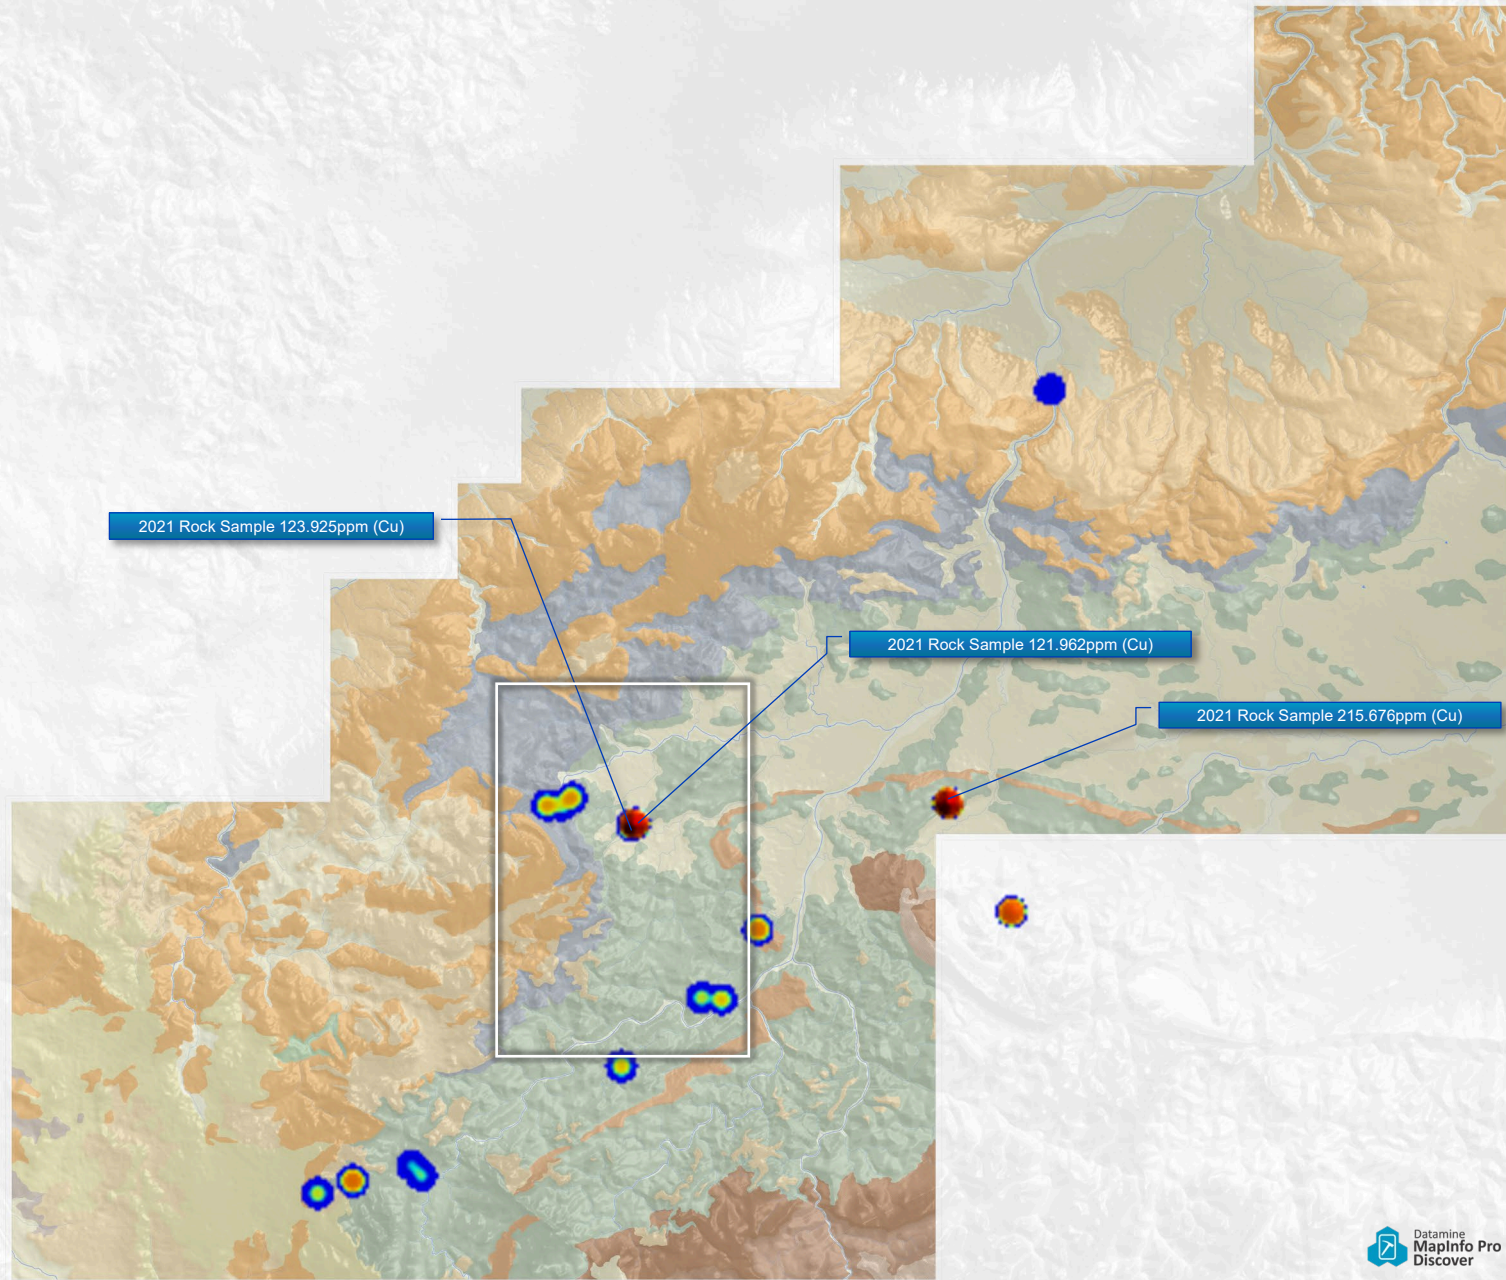 2021 Rock Sample 123.925ppm (Cu)
2021 Rock Sample 121.962ppm (Cu)
2021 Rock Sample 215.676ppm (Cu)
Datamine
MapInfo Pro
Discover